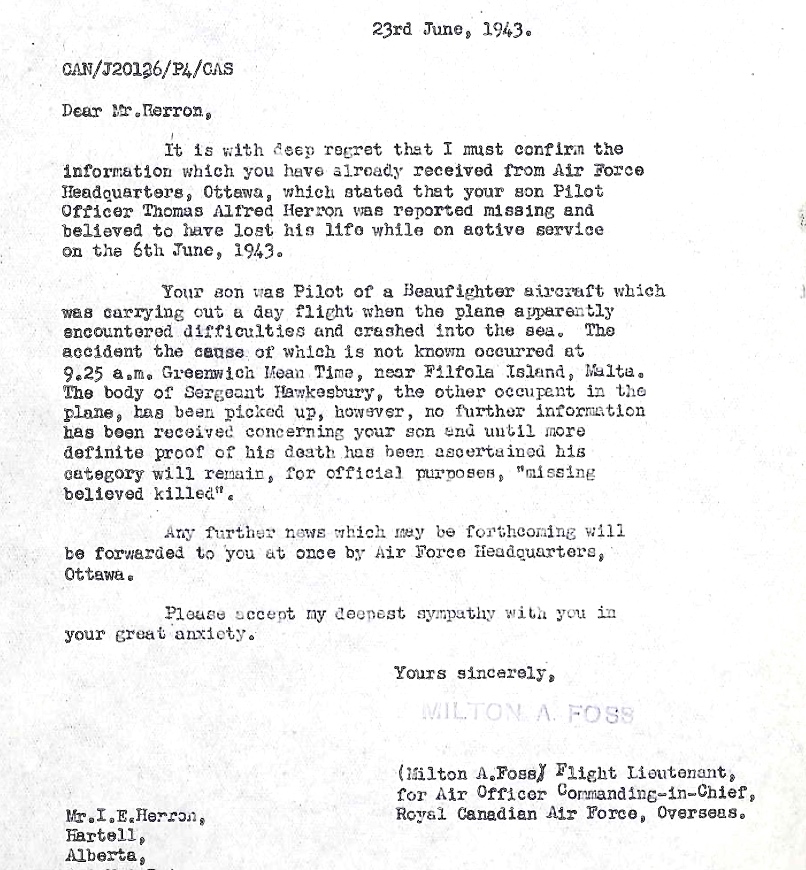 23rd June, 1943.
CAN/J20126/P4/CAS
Dear Mr.Herron,
It is with deep regret that I must confirm the
information which you have already received from Air Force
Headquarters, Ottawa, which stated that your son Pilot
Officer Thomas Alfred Herron was reported missing and
believed to have lost his life while on active service
on the 6th June, 1943.
Your son was Pilot of a Beaufighter aircraft which
was carrying out a day flight when the plane apparently
encountered difficulties and crashed into the sea. The
accident the cause of which is not known occurred at
9.25 a.m. Greenwich Mean Time, near Filfola Island, Malta.
The body of Sergeant Hawkesbury, the other occupant in the
plane, has been picked up, however, no further information
has been received concerning your son and until more
definite proof of his death has been ascertained his
category will remain, for official purposes, "missing
believed killed".
Any further news which may be forthcoming will
be forwarded to you at once by Air Force Headquarters,
Ottawa.
Please accept my deepest sympathy with you in
your great anxiety.
Yours sincerely,
MILTON A. FOSS
(Milton A.Foss) Flight Lieutenant,
for Air Officer Commanding-in-Chief,
Royal Canadian Air Force, Overseas.
Mr.I.E.Herron,
Hartell,
Alberta,